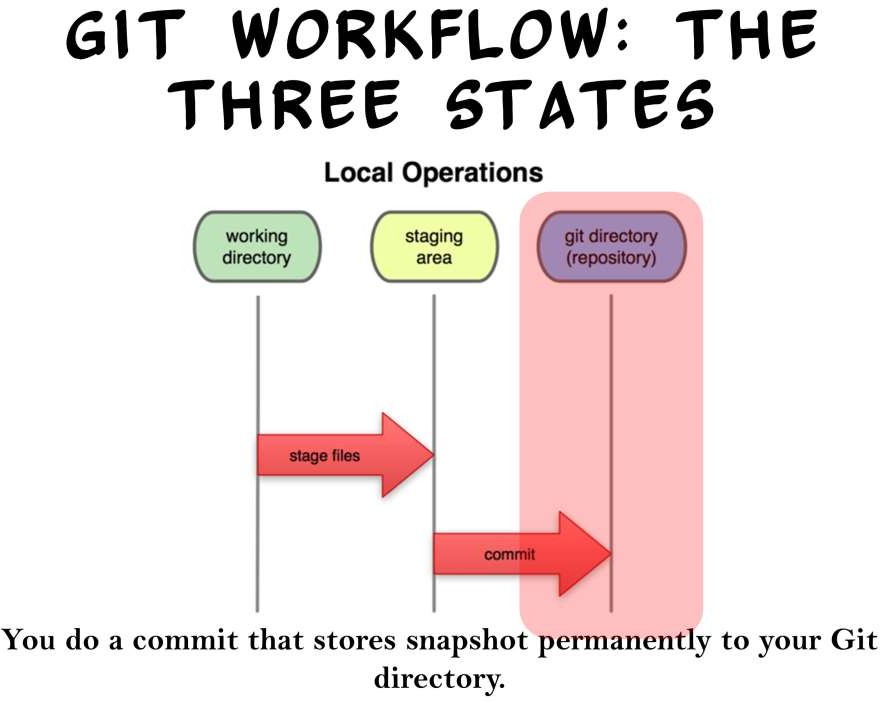 GIT WORKFLOW: THE
THREE STATES
Local Operations
working
directory
staging
area
git directory
(repository)
stage files
commit
You do a commit that stores snapshot permanently to your Git
directory.